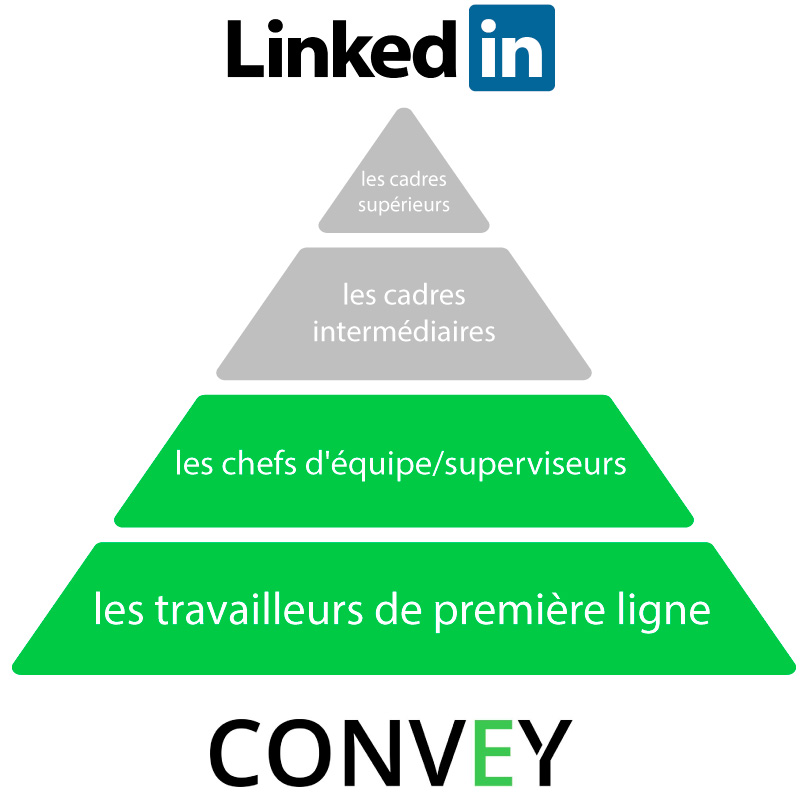 Linked in
les cadres
supérieurs
les cadres
intermédiaires
les chefs d'équipe/superviseurs
les travailleurs de première ligne
CONVEY